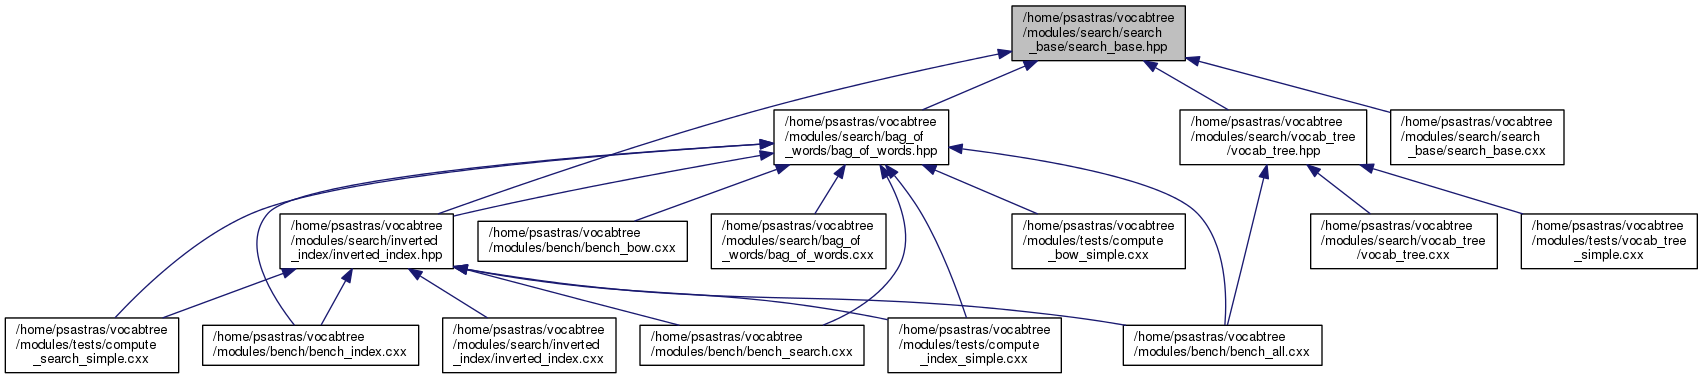 /home/psastras/vocabtree
/modules/search/search
_base/search_base.hpp
/home/psastras/vocabtree
/modules/search/bag_of
_words/bag_of_words.hpp
/home/psastras/vocabtree
/modules/search/vocab_tree
/vocab_tree.hpp
/home/psastras/vocabtree
/modules/search/search
_base/search_base.cxx
/home/psastras/vocabtree
/modules/search/inverted
_index/inverted_index.hpp
/home/psastras/vocabtree
/modules/bench/bench_bow.cxx
/home/psastras/vocabtree
/modules/search/bag_of
_words/bag_of_words.cxx
/home/psastras/vocabtree
/modules/tests/compute
_bow_simple.cxx
/home/psastras/vocabtree
/modules/search/vocab_tree
/vocab_tree.cxx
/home/psastras/vocabtree
/modules/tests/vocab_tree
_simple.cxx
/home/psastras/vocabtree
/modules/tests/compute
_search_simple.cxx
/home/psastras/vocabtree
/modules/bench/bench_index.cxx
/home/psastras/vocabtree
/modules/search/inverted
_index/inverted_index.cxx
/home/psastras/vocabtree
/modules/bench/bench_search.cxx
/home/psastras/vocabtree
/modules/tests/compute
_index_simple.cxx
/home/psastras/vocabtree
/modules/bench/bench_all.cxx